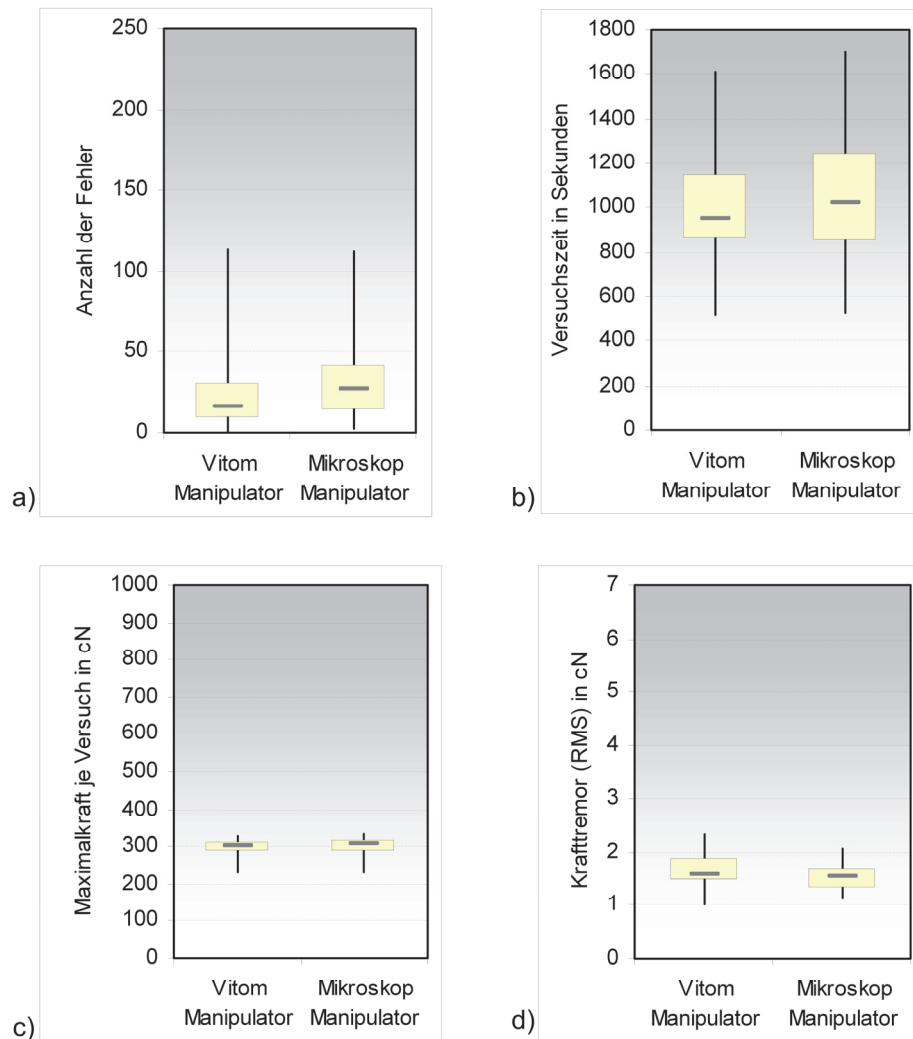 Anzahl der Fehler
250
200
150
100
50
0
Vitom
Manipulator
Mikroskop
Manipulator
a)
Versuchszeit in Sekunden
1800
1600
1400
1200
1000
800
600
400
200
0
Vitom
Manipulator
Mikroskop
Manipulator
b)
Maximalkraft je Versuch in cN
1000
900
800
700
600
500
400
300
200
100
0
Vitom
Manipulator
Mikroskop
Manipulator
c)
Krafttremor (RMS) in cN
7
6
5
4
3
2
1
0
Vitom
Manipulator
Mikroskop
Manipulator
d)